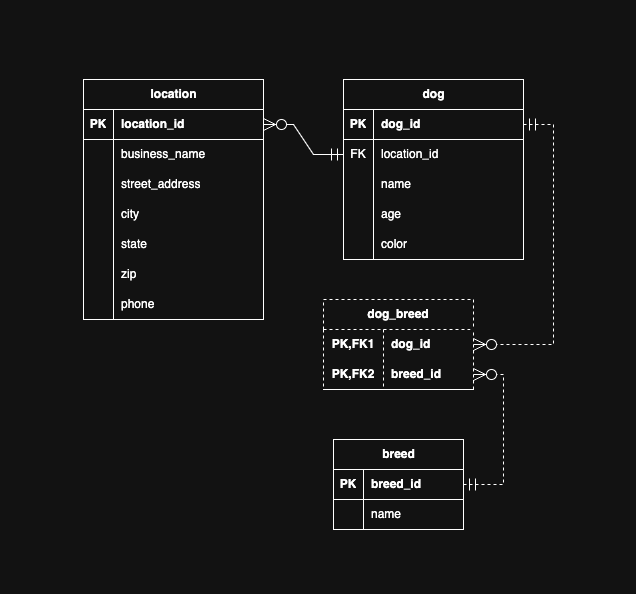 location
PK location_id
business_name
street_address
city
state
zip
phone
dog
PK dog_id
FK location_id
name
age
color
dog_breed
PK,FK1 dog_id
PK,FK2 breed_id
breed
PK breed_id
name